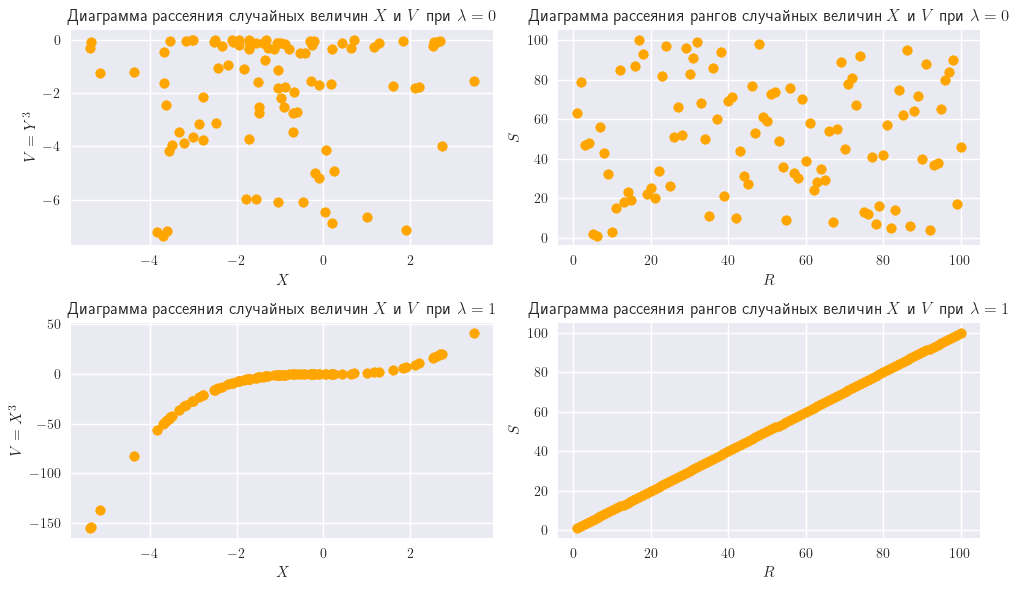 Диаграмма рассеяния случайных величин X и V при λ = 0
0
−2
−4
−6
V = Y³
−4 −2 0 2
X
Диаграмма рассеяния рангов случайных величин X и V при λ = 0
100
80
60
40
20
0
S
0 20 40 60 80 100
R
Диаграмма рассеяния случайных величин X и V при λ = 1
50
0
−50
−100
−150
V = X³
−4 −2 0 2
X
Диаграмма рассеяния рангов случайных величин X и V при λ = 1
100
80
60
40
20
0
S
0 20 40 60 80 100
R